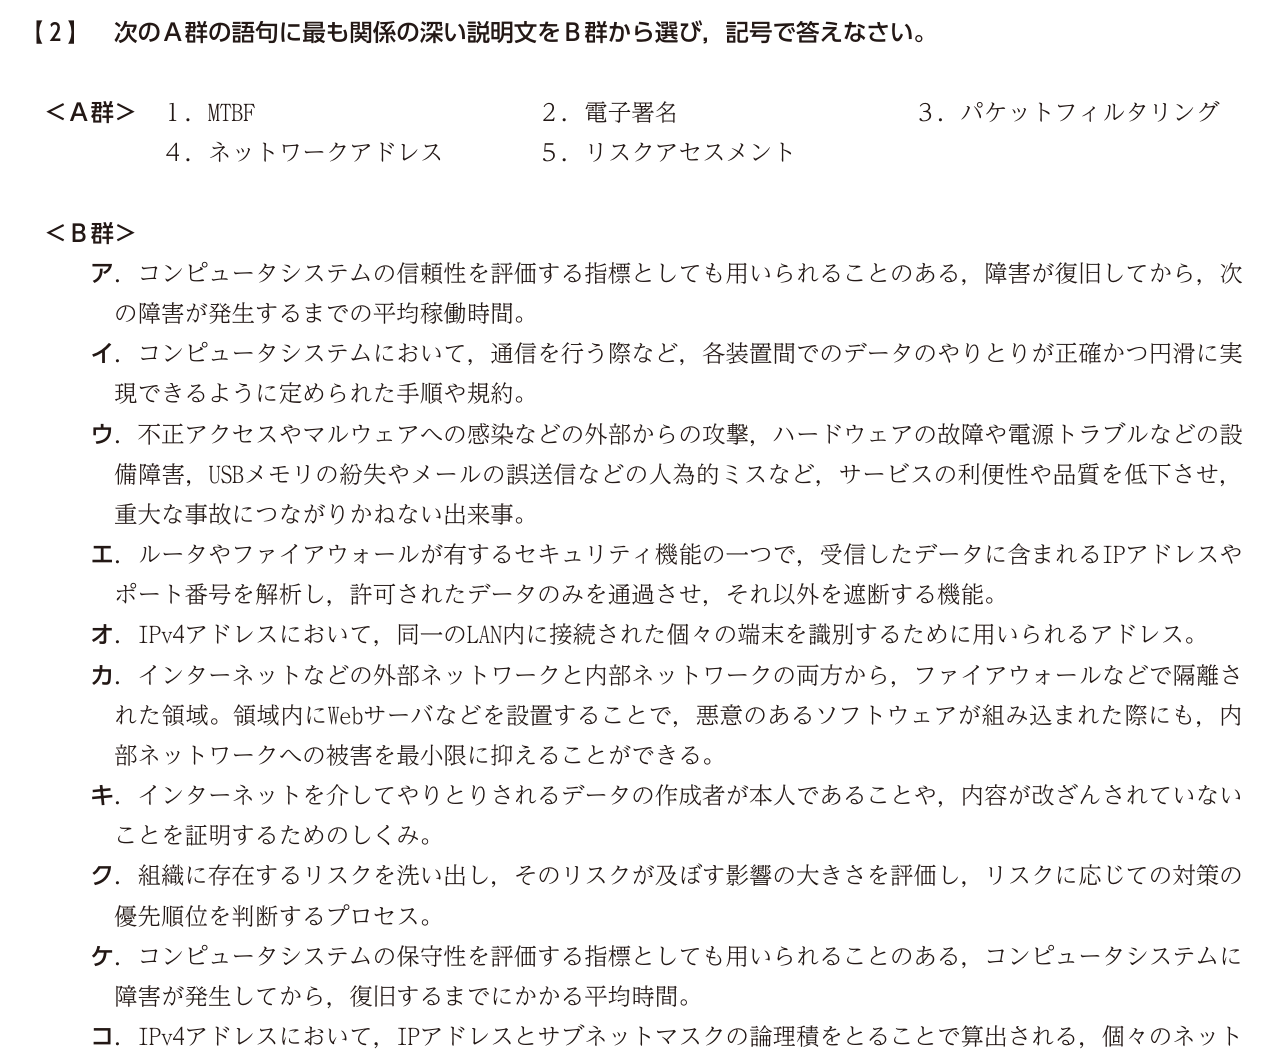 【２】　次のＡ群の語句に最も関係の深い説明文をＢ群から選び，記号で答えなさい。
＜Ａ群＞　１．MTBF　２．電子署名　３．パケットフィルタリング
４．ネットワークアドレス　５．リスクアセスメント
＜Ｂ群＞
ア．コンピュータシステムの信頼性を評価する指標としても用いられることのある，障害が復旧してから，次
の障害が発生するまでの平均稼働時間。
イ．コンピュータシステムにおいて，通信を行う際など，各装置間でのデータのやりとりが正確かつ円滑に実
現できるように定められた手順や規約。
ウ．不正アクセスやマルウェアへの感染などの外部からの攻撃，ハードウェアの故障や電源トラブルなどの設
備障害，USBメモリの紛失やメールの誤送信などの人為的ミスなど，サービスの利便性や品質を低下させ，
重大な事故につながりかねない出来事。
エ．ルータやファイアウォールが有するセキュリティ機能の一つで，受信したデータに含まれるIPアドレスや
ポート番号を解析し，許可されたデータのみを通過させ，それ以外を遮断する機能。
オ．IPv4アドレスにおいて，同一のLAN内に接続された個々の端末を識別するために用いられるアドレス。
カ．インターネットなどの外部ネットワークと内部ネットワークの両方から，ファイアウォールなどで隔離さ
れた領域。領域内にWebサーバなどを設置することで，悪意のあるソフトウェアが組み込まれた際にも，内
部ネットワークへの被害を最小限に抑えることができる。
キ．インターネットを介してやりとりされるデータの作成者が本人であることや，内容が改ざんされていない
ことを証明するためのしくみ。
ク．組織に存在するリスクを洗い出し，そのリスクが及ぼす影響の大きさを評価し，リスクに応じての対策の
優先順位を判断するプロセス。
ケ．コンピュータシステムの保守性を評価する指標としても用いられることのある，コンピュータシステムに
障害が発生してから，復旧するまでにかかる平均時間。
コ．IPv4アドレスにおいて，IPアドレスとサブネットマスクの論理積をとることで算出される，個々のネット